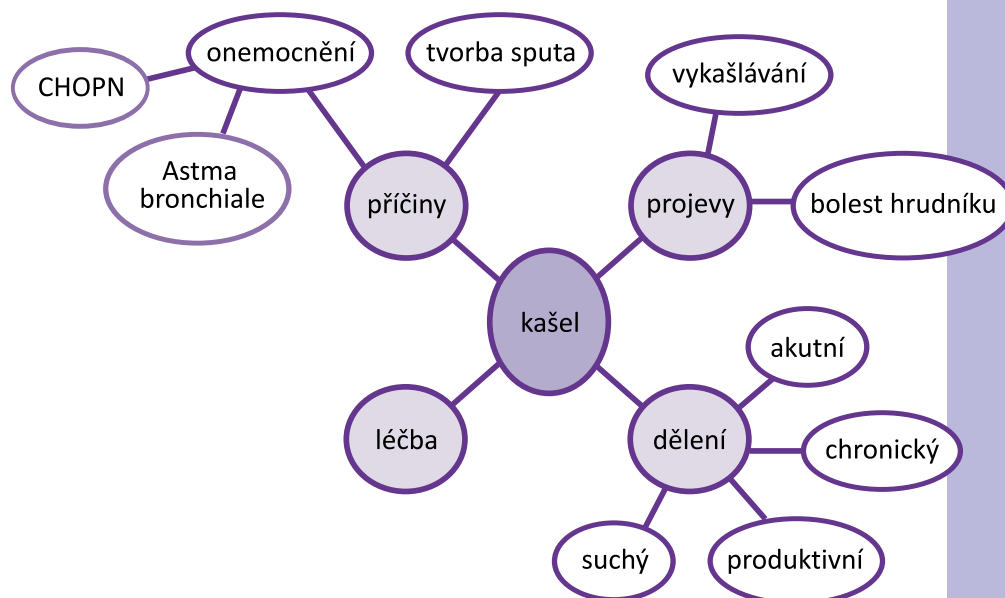 onemocnění
tvorba sputa
vykašlávání
CHOPN
Astma
bronchiale
příčiny
projevy
bolest hrudníku
kašel
akutní
léčba
dělení
chronický
suchý
produktivní